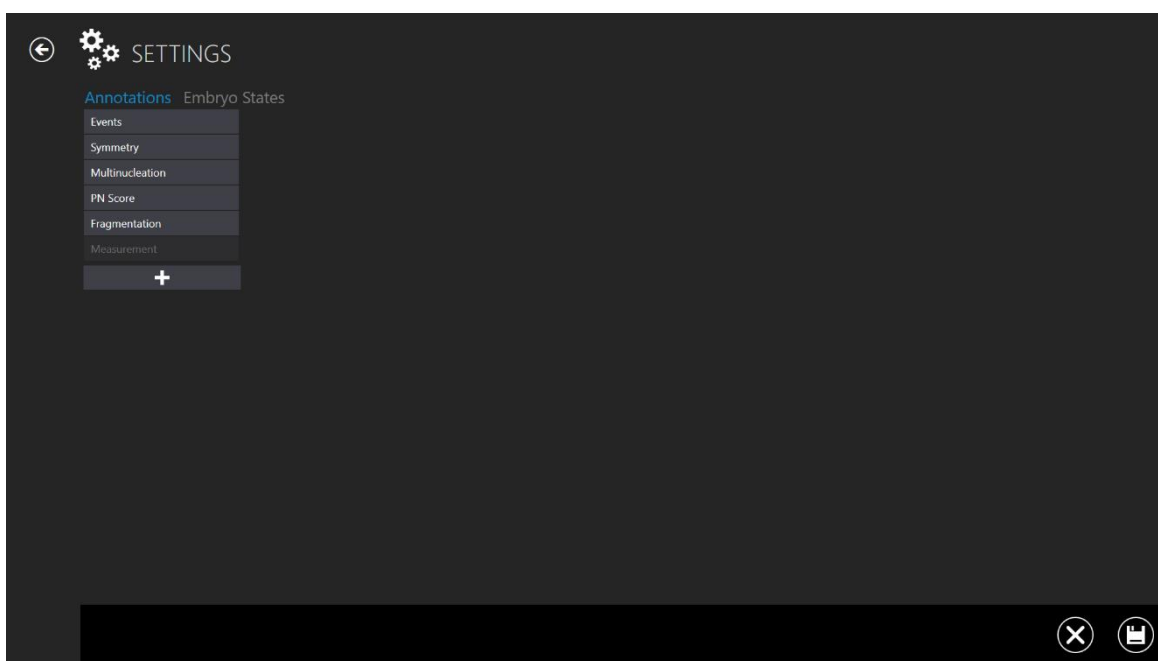 SETTINGS
Annotations Embryo States
Events
Symmetry
Multinucleation
PN Score
Fragmentation
Measurement